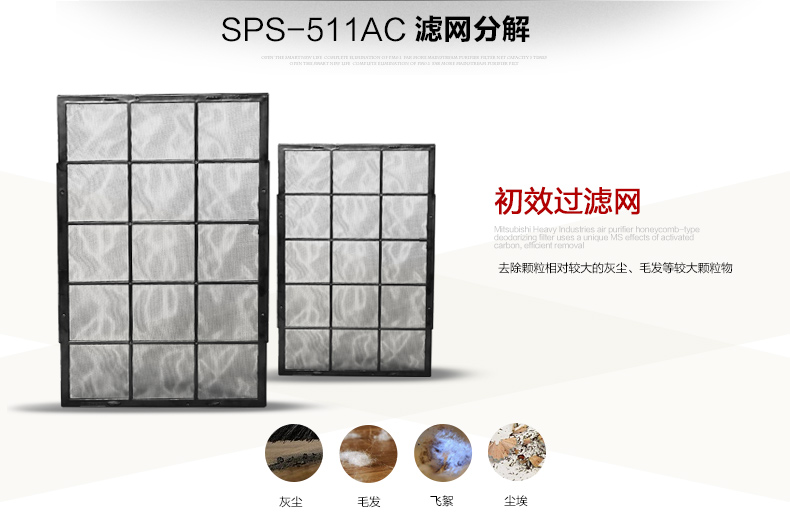 SPS-511AC 滤网分解
初效过滤网
Mitsubishi Heavy Industries air purifier honeycomb-type
deodorizing filter uses a unique MS effects of activated
carbon, efficient removal
去除颗粒相对较大的灰尘、毛发等较大颗粒物
灰尘 毛发 飞絮 尘埃